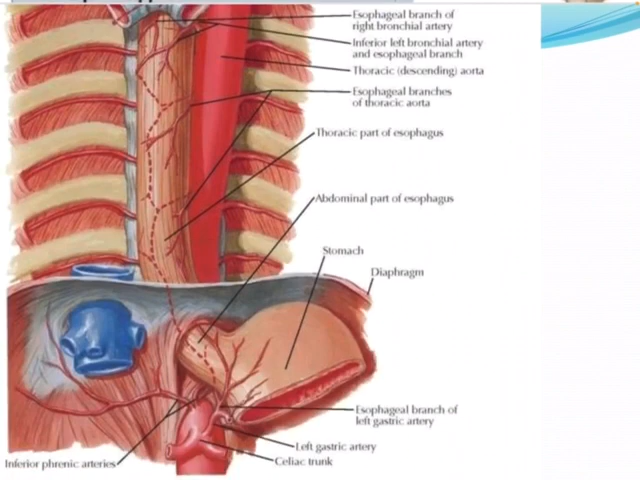 Esophageal branch of
right bronchial artery
Inferior left bronchial artery
and esophageal branch
Thoracic (descending) aorta
Esophageal branches
of thoracic aorta
Thoracic part of esophagus
Abdominal part of esophagus
Stomach
Diaphragm
Esophageal branch of
left gastric artery
Left gastric artery
Celiac trunk
Inferior phrenic arteries